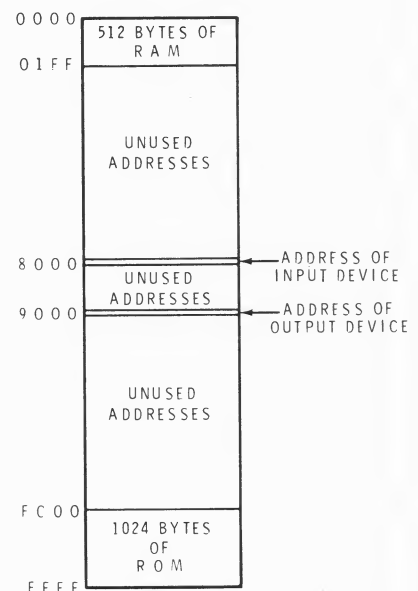 0000
512 BYTES OF
RAM
01FF
UNUSED
ADDRESSES
8000
ADDRESS OF
INPUT DEVICE
UNUSED
ADDRESSES
9000
ADDRESS OF
OUTPUT DEVICE
UNUSED
ADDRESSES
FC00
1024 BYTES
OF
ROM
FFFF